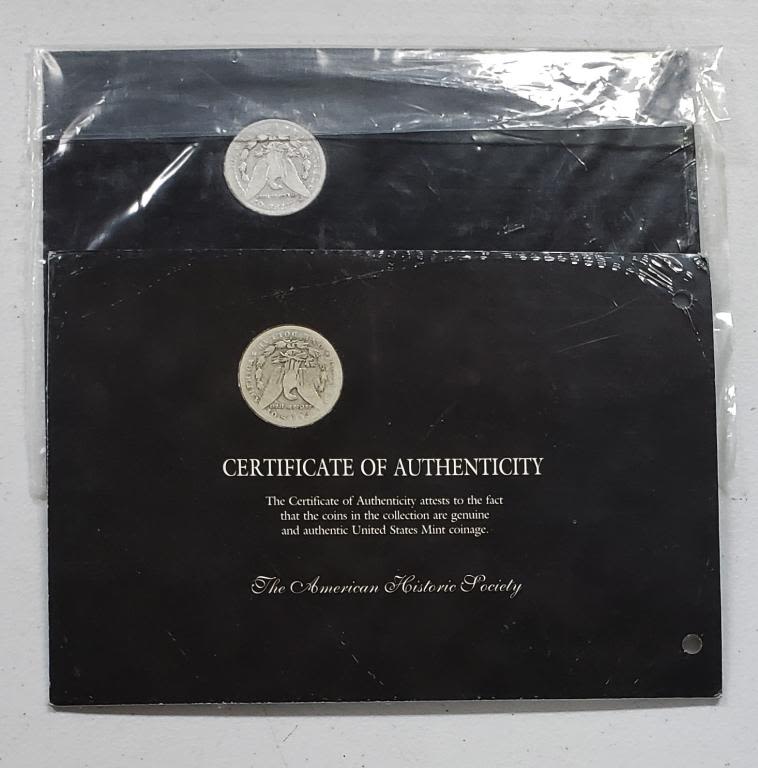 CERTIFICATE OF AUTHENTICITY
The Certificate of Authenticity attests to the fact
that the coins in the collection are genuine
and authentic United States Mint coinage.
The American Historic Society